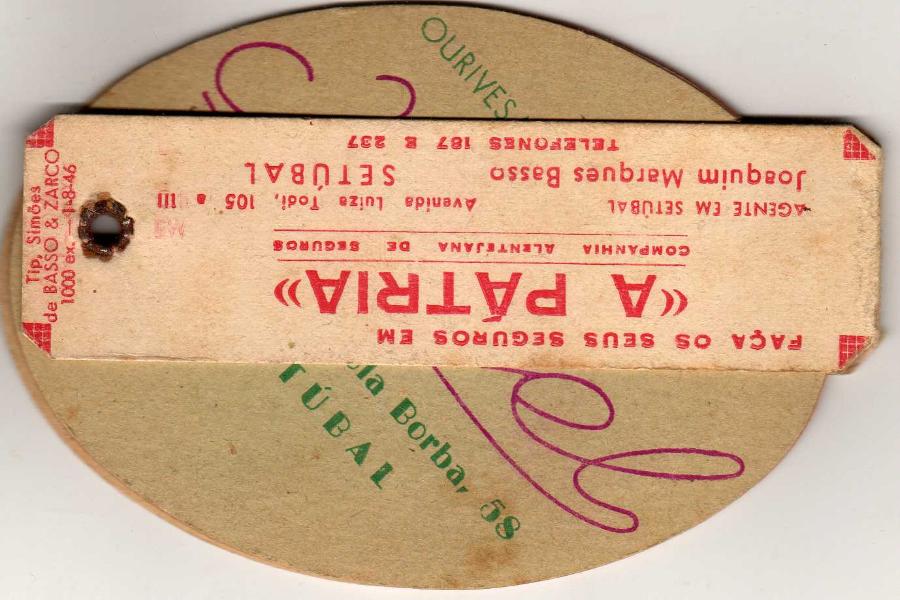 FAÇA OS SEUS SEGUROS EM
«A PÁTRIA»
COMPANHIA ALENTEJANA DE SEGUROS
AGENTE EM SETÚBAL
Avenida Luiza Todi, 105 a 111
Joaquim Marques Basso
SETÚBAL
TELEFONES 187 E 237
Tip. Simões
de BASSO & ZARCO
1000 ex. - 1-8-46
OURIVES
Borba, 58
TÚBAL